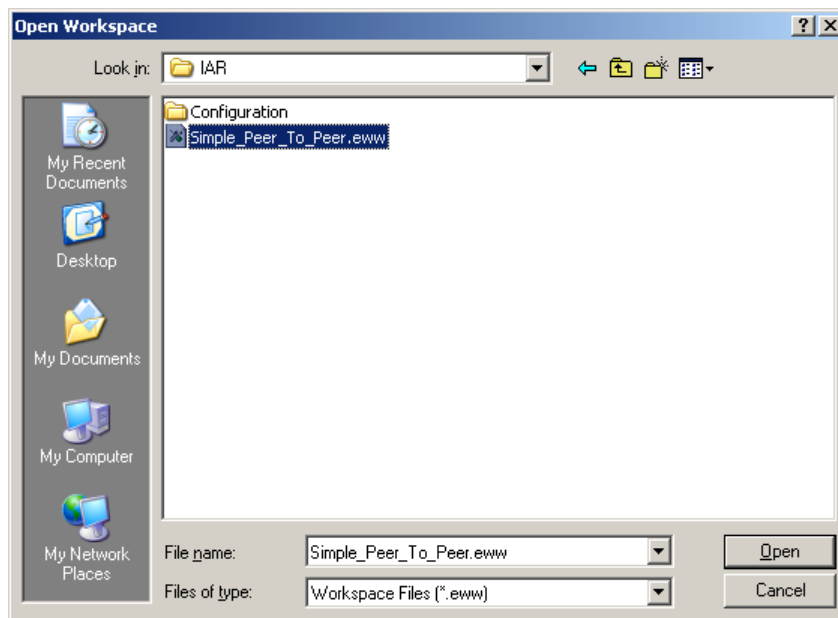 Open Workspace
Look in: IAR
Configuration
Simple_Peer_To_Peer.eww
My Recent
Documents
Desktop
My Documents
My Computer
My Network
Places
File name: Simple_Peer_To_Peer.eww Open
Files of type: Workspace Files (*.eww) Cancel